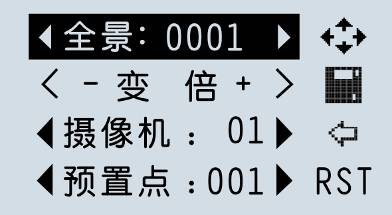 全景: 0001
< - 变 倍 + >
摄像机 : 01
预置点 :001 RST